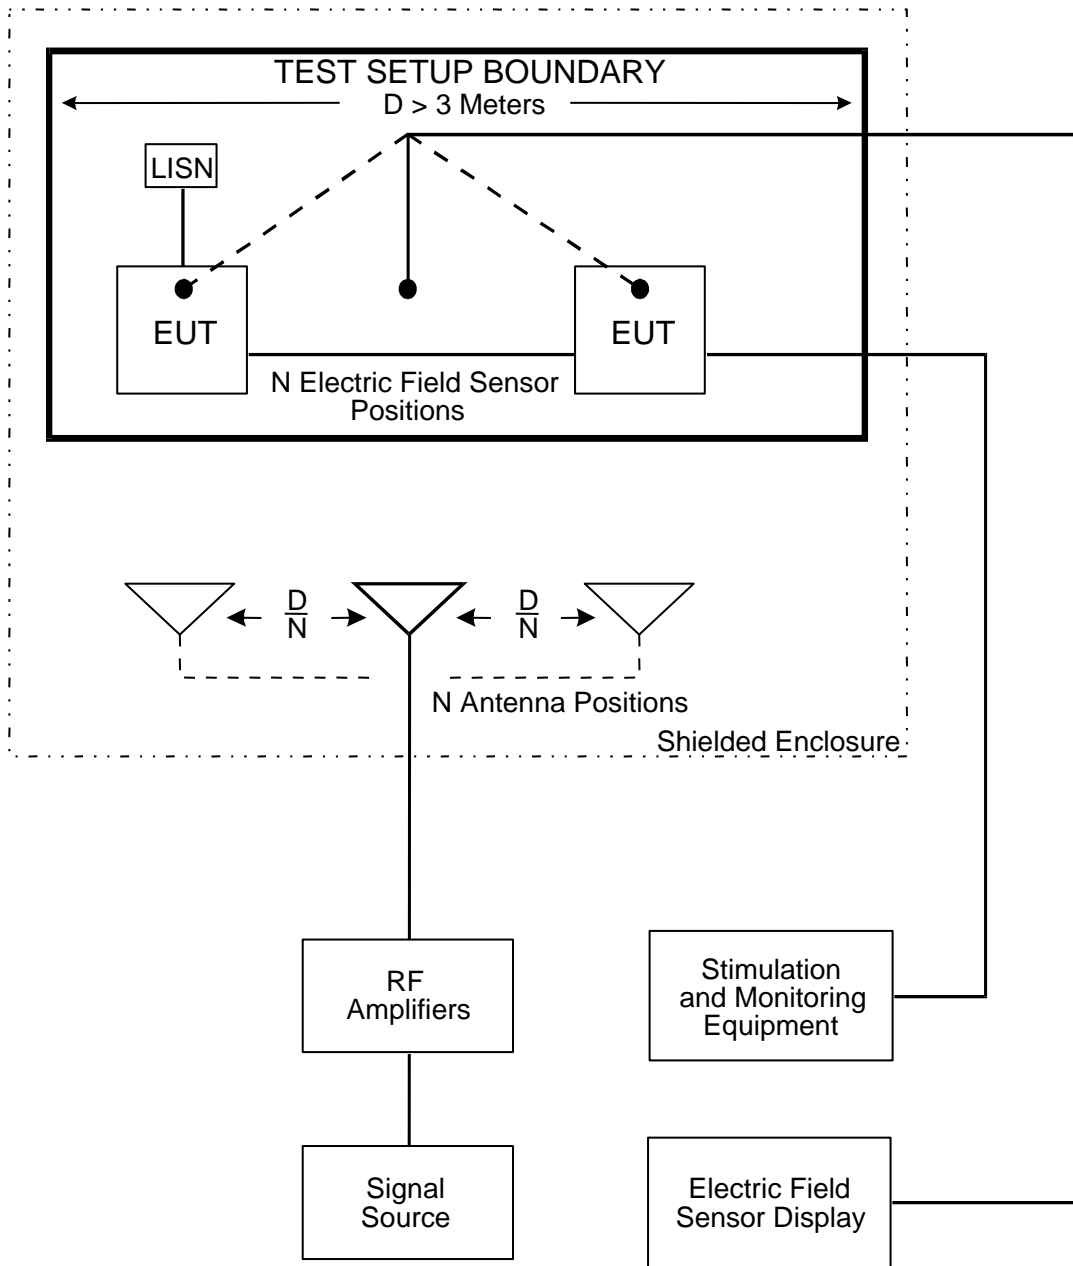 TEST SETUP BOUNDARY
D > 3 Meters
LISN
EUT
EUT
N Electric Field Sensor
Positions
D
N
D
N
N Antenna Positions
Shielded Enclosure
RF
Amplifiers
Stimulation
and Monitoring
Equipment
Signal
Source
Electric Field
Sensor Display